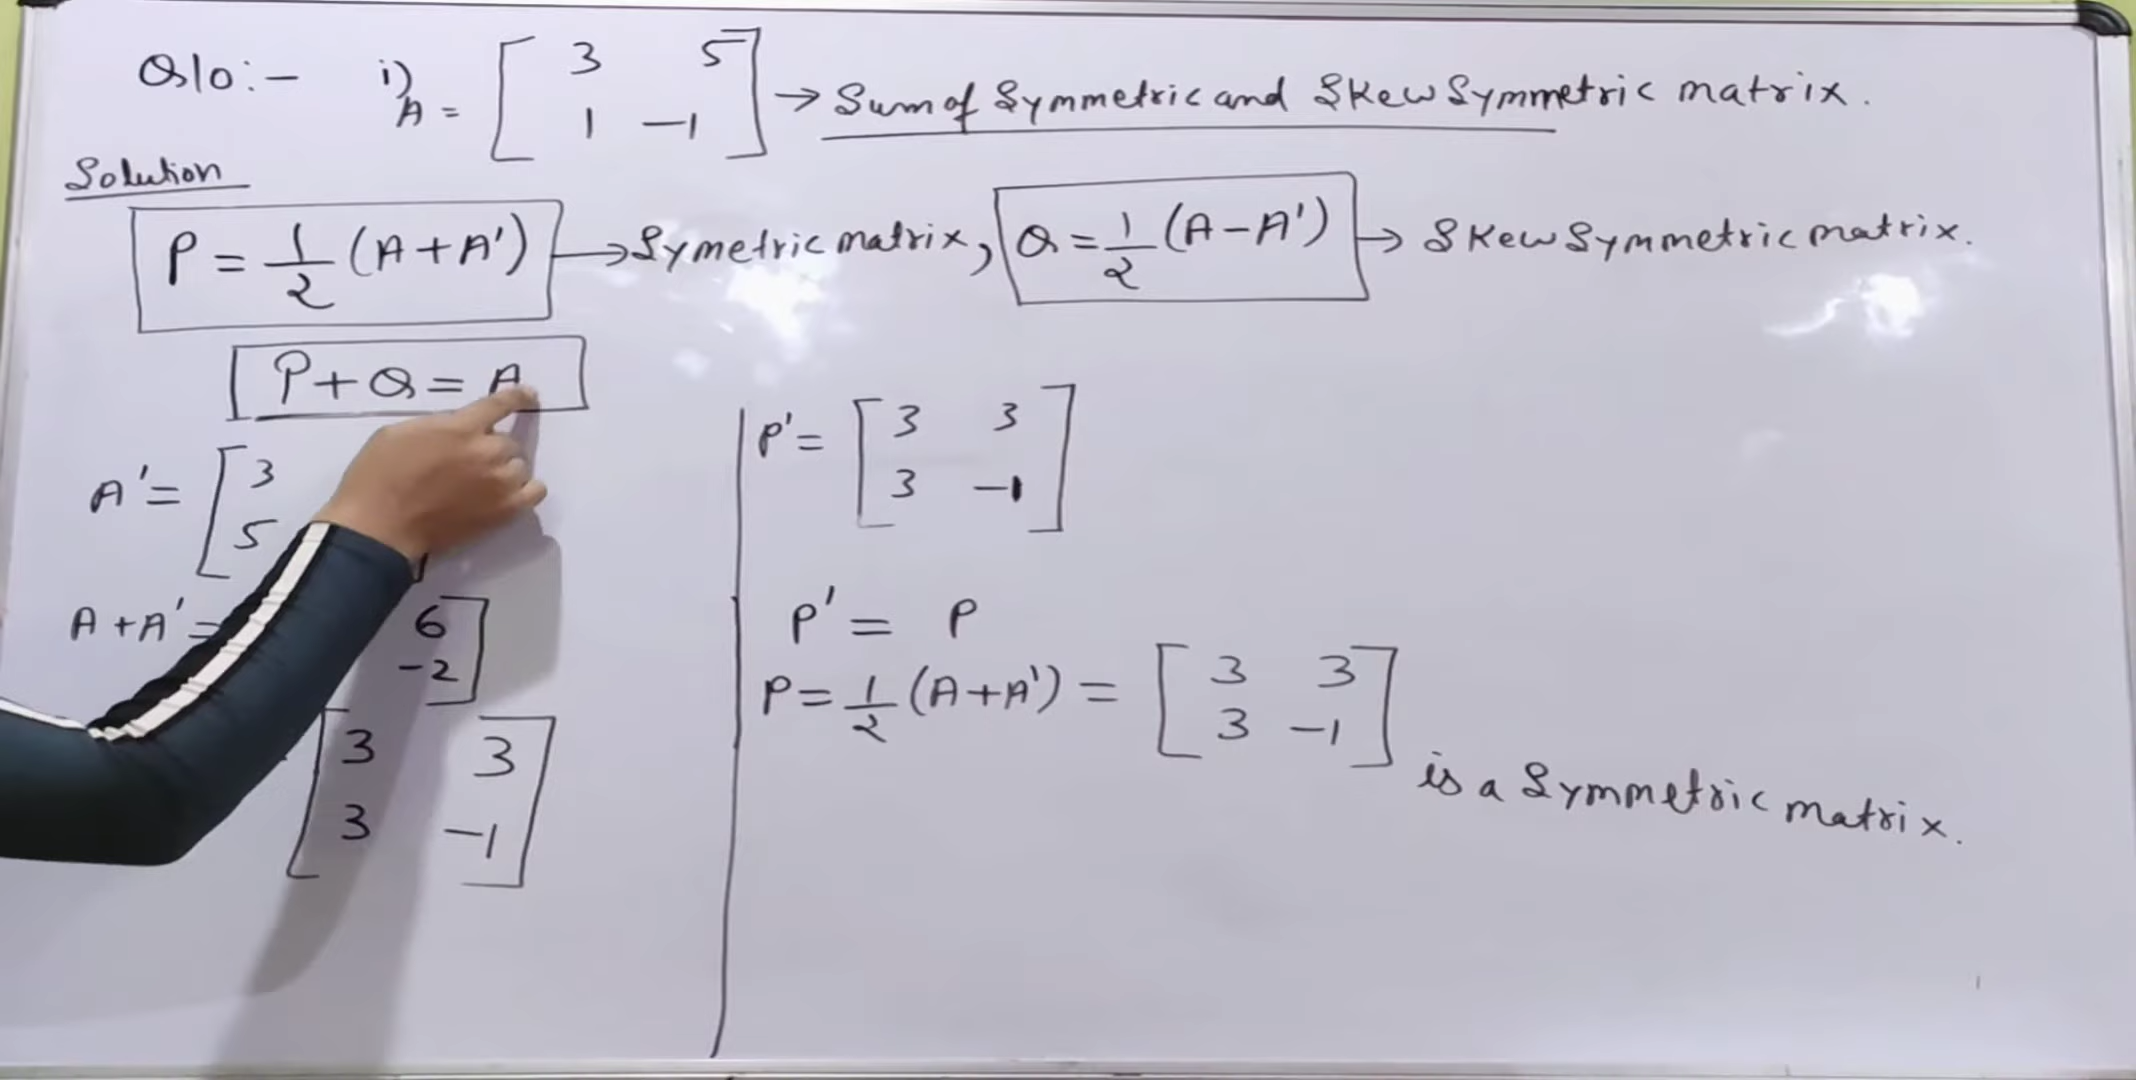 Q10:- i) A = [ 3 5
1 -1 ] → Sum of Symmetric and Skew Symmetric matrix.
Solution
P = 1/2 (A+A') → Symetric matrix, Q = 1/2 (A-A') → Skew Symmetric matrix.
P+Q = A
A' = [ 3
5
A+A' = 6
-2 ]
[ 3 3
3 -1 ]
P' = [ 3 3
3 -1 ]
P' = P
P = 1/2 (A+A') = [ 3 3
3 -1 ]
is a Symmetric matrix.